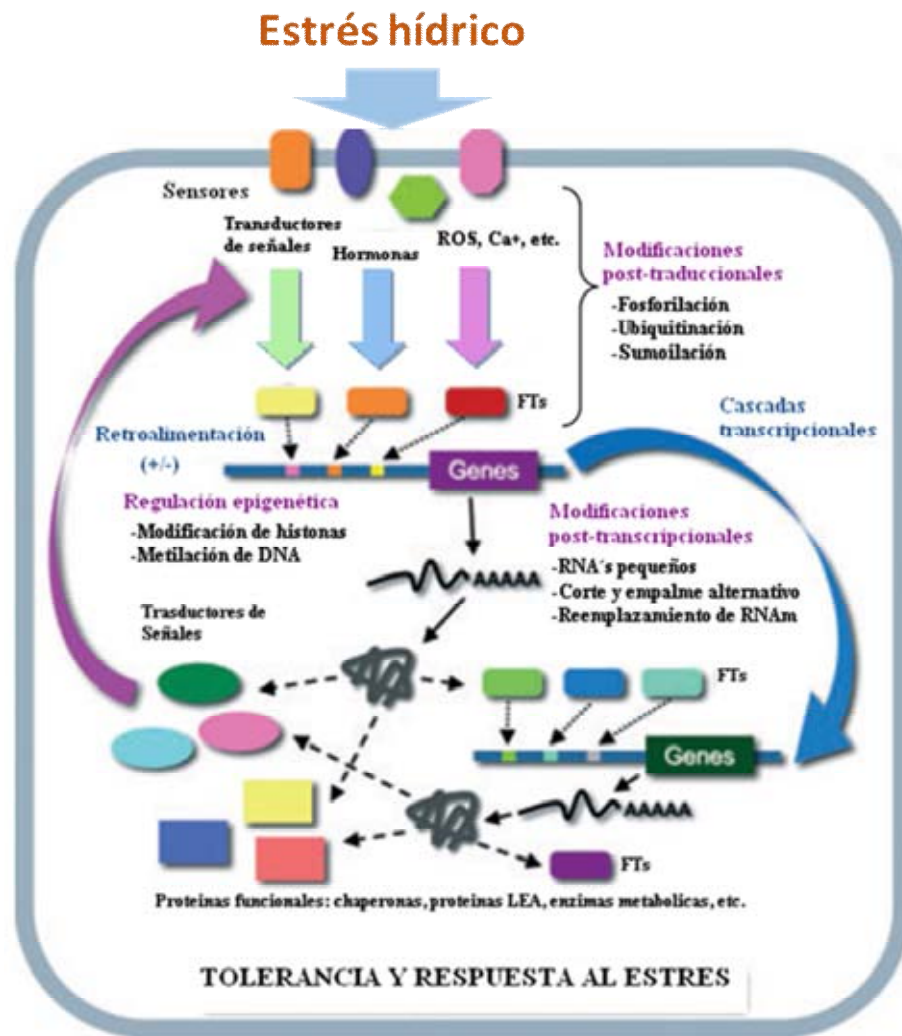 Estrés hídrico
Sensores
Transductores
de señales
Hormonas
ROS, Ca+, etc.
Modificaciones
post-traduccionales
-Fosforilación
-Ubiquitinación
-Sumoilación
FTs
Cascadas
transcripcionales
Retroalimentación
(+/-)
Genes
Regulación epigenética
-Modificación de histonas
-Metilación de DNA
Modificaciones
post-transcripcionales
-RNA´s pequeños
-Corte y empalme alternativo
-Reemplazamiento de RNAm
AAAAA
Trasductores de
Señales
FTs
Genes
AAAAA
FTs
Proteinas funcionales: chaperonas, proteinas LEA, enzimas metabolicas, etc.
TOLERANCIA Y RESPUESTA AL ESTRES